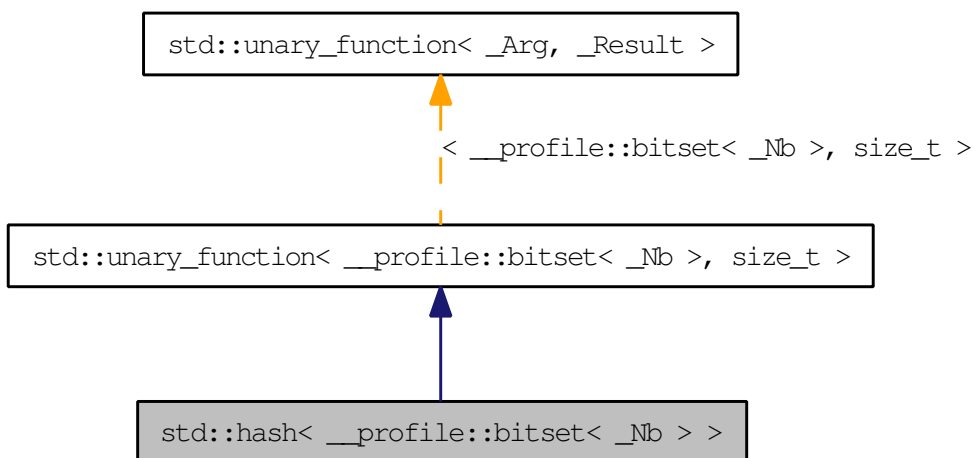 std::unary_function< _Arg, _Result >
< __profile::bitset< _Nb >, size_t >
std::unary_function< __profile::bitset< _Nb >, size_t >
std::hash< __profile::bitset< _Nb > >